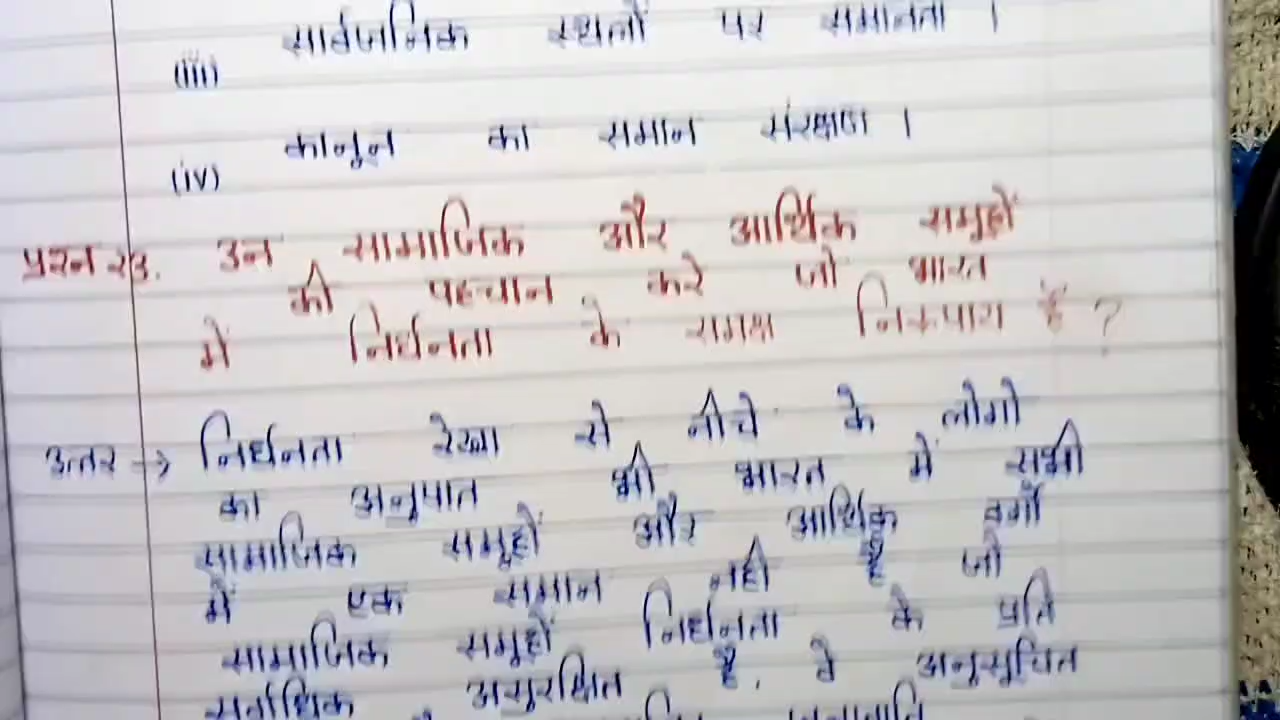 सार्वजनिक स्थलों पर समानता ।
(iii)
कानून का समान संरक्षण ।
(iv)
प्रश्न २३. उन सामाजिक और आर्थिक समूहों
की पहचान करे जो भारत
में निर्धनता के समक्ष निरुपाय हैं ?
उत्तर → निर्धनता रेखा से नीचे के लोगो
का अनुपात भी भारत में सभी
सामाजिक समूहों और आर्थिक वर्गों
में एक समान नही है जो
सामाजिक समूहों निर्धनता के प्रति
सर्वाधिक असुरक्षित है, वे अनुसूचित